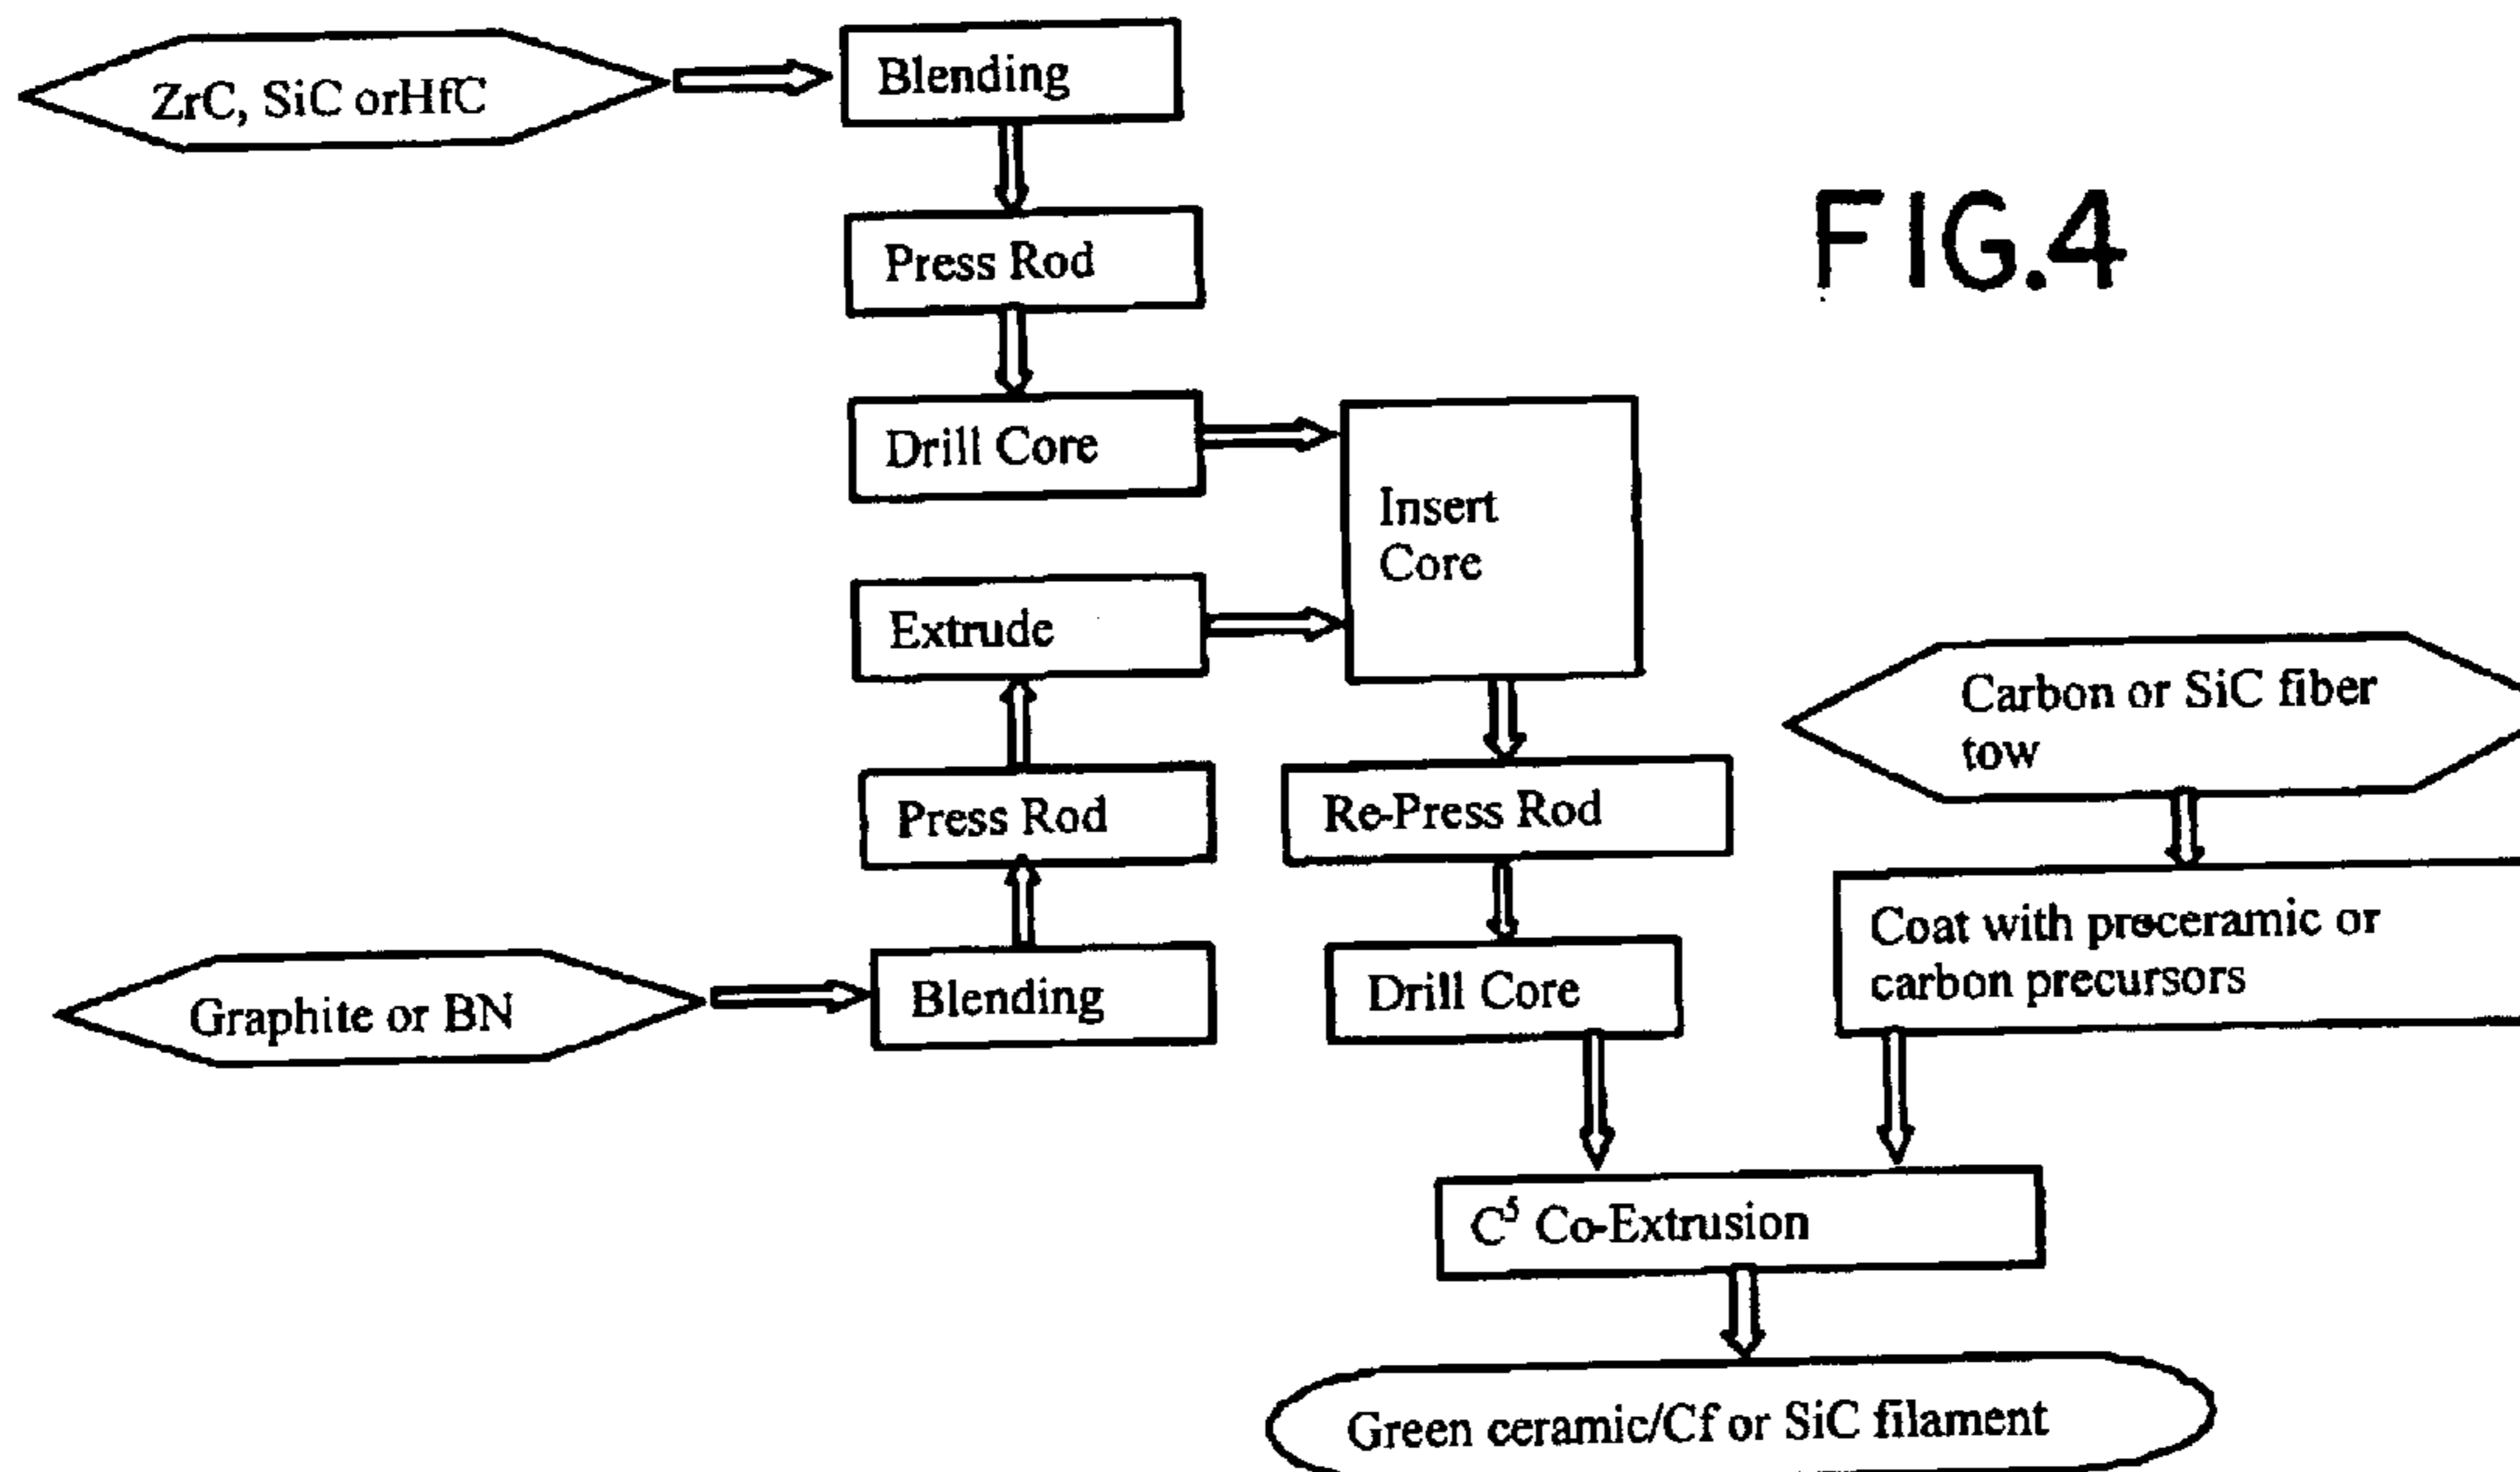 ZrC, SiC orHfC
Blending
Press Rod
FIG.4
Drill Core
Insert
Core
Extrude
Carbon or SiC fiber
tow
Press Rod
Re-Press Rod
Coat with preceramic or
carbon precursors
Graphite or BN
Blending
Drill Core
C⁵ Co-Extrusion
Green ceramic/Cf or SiC filament